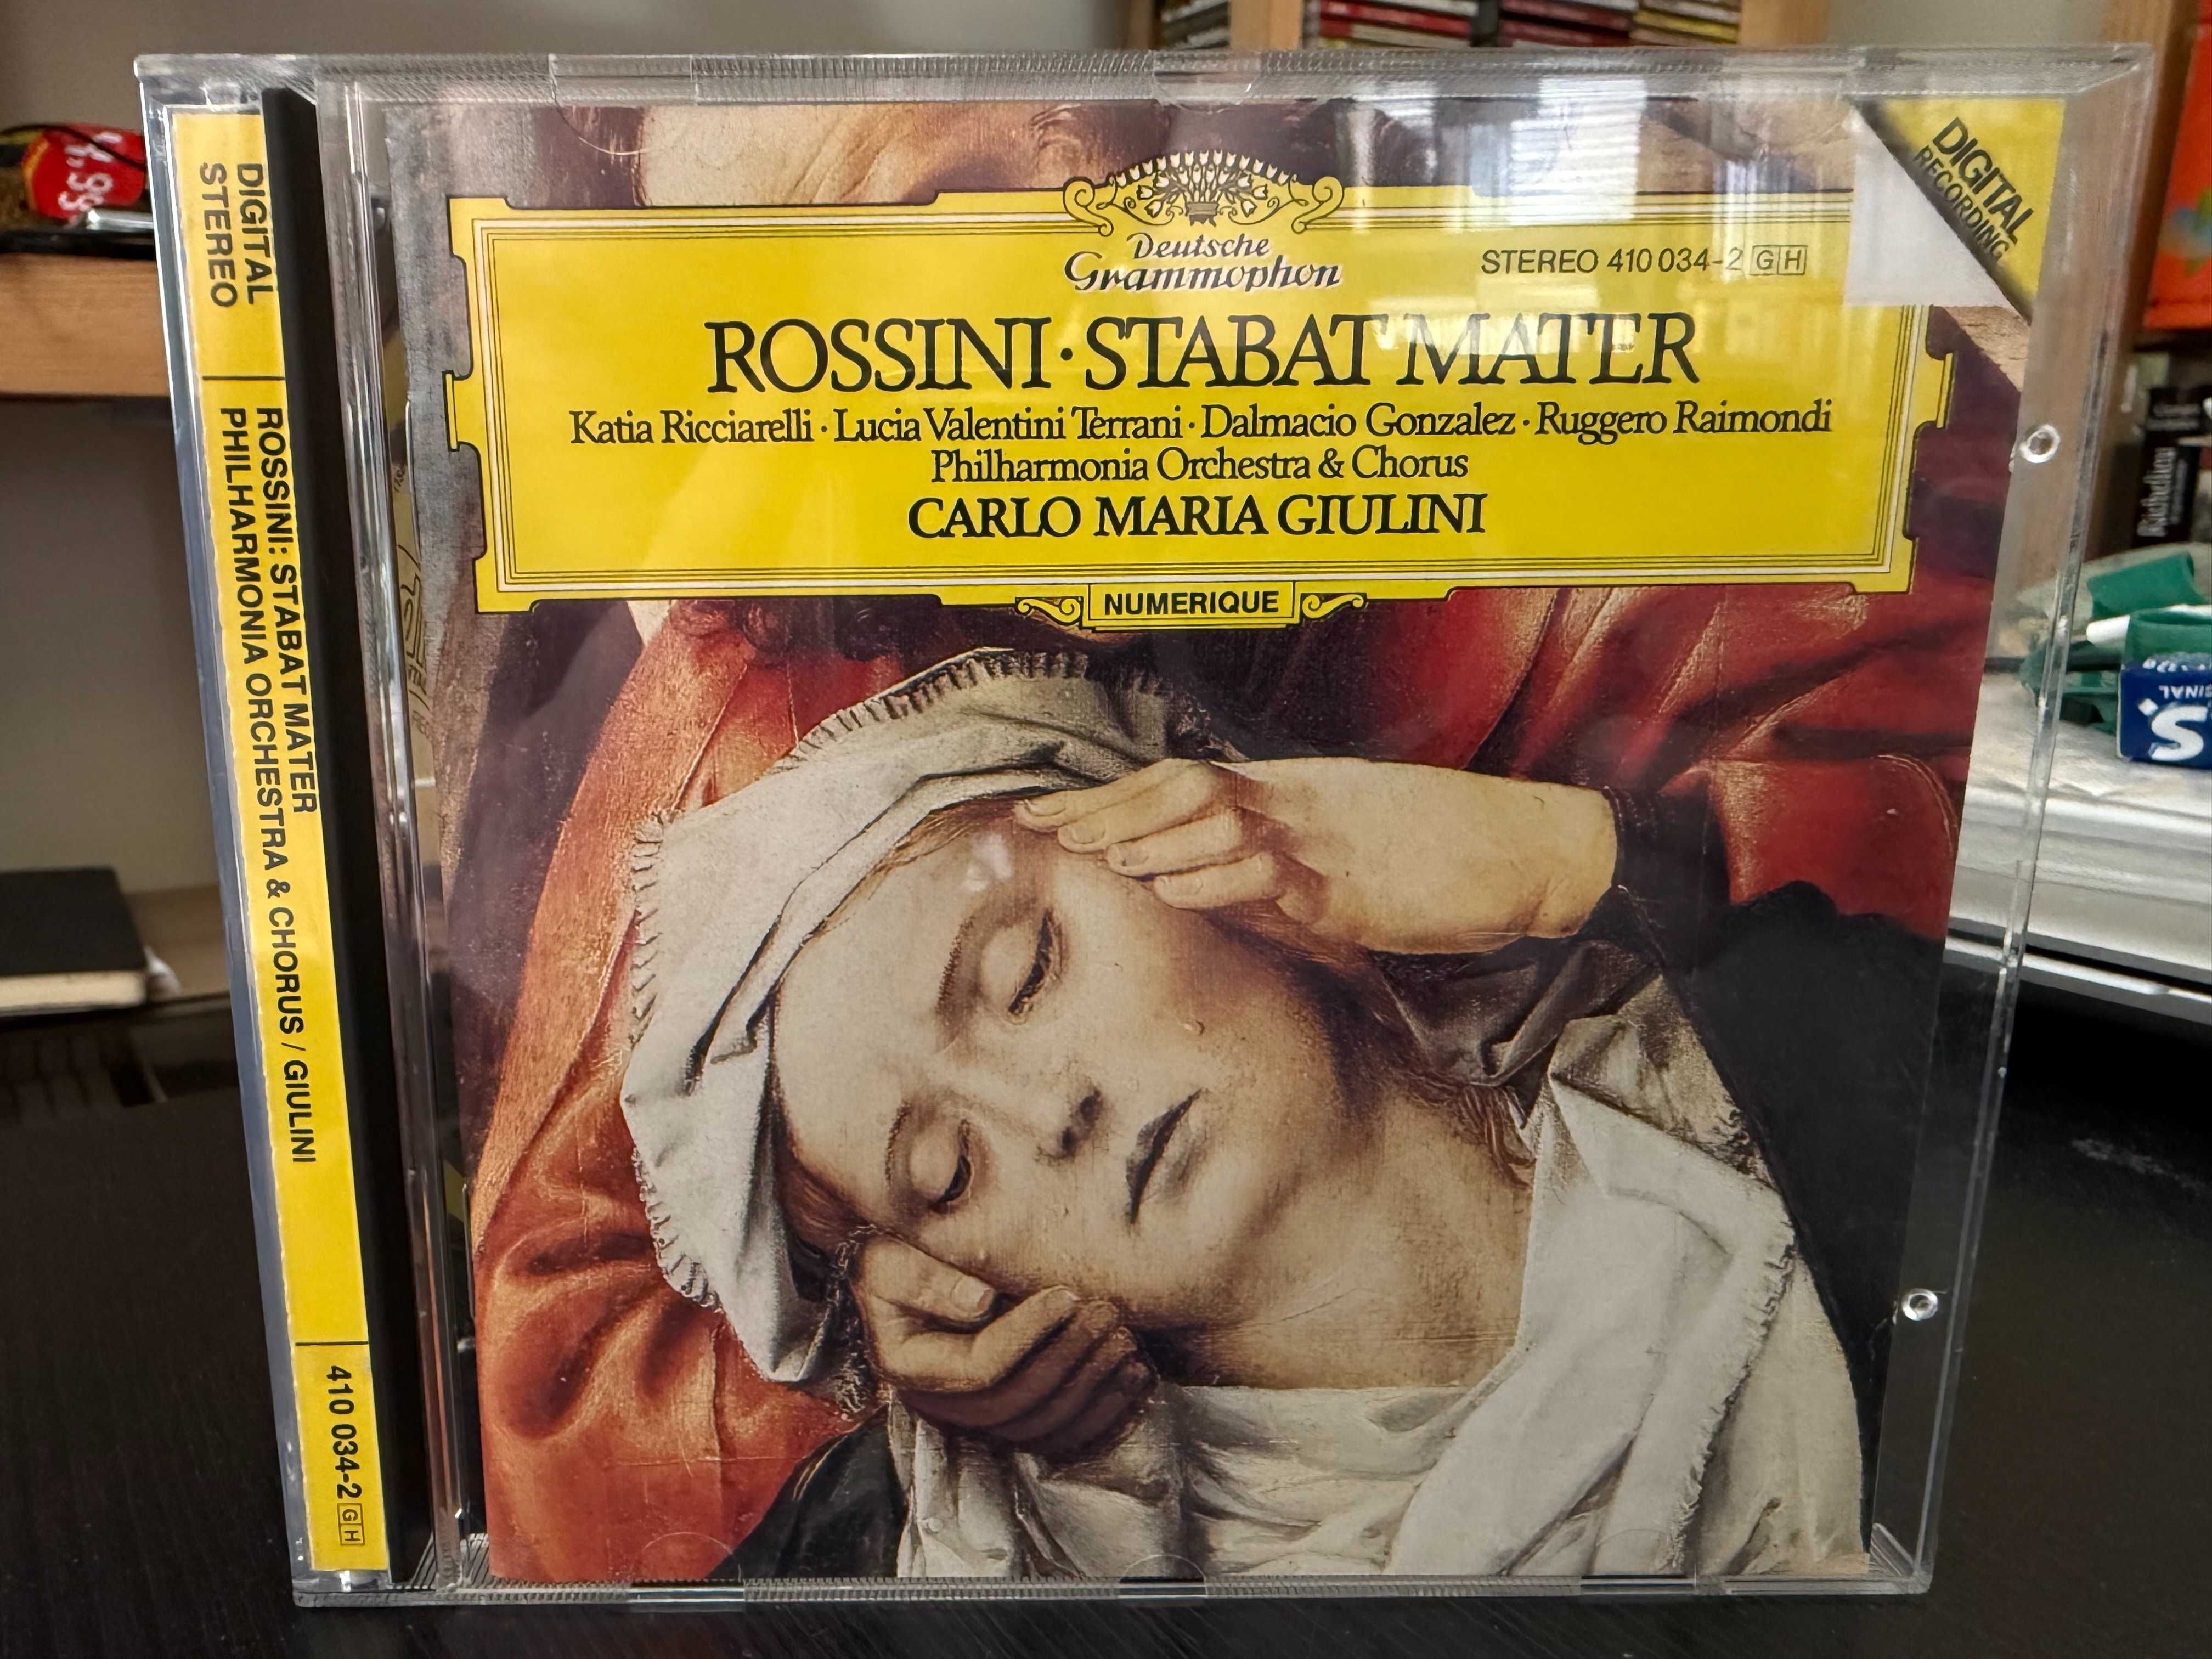 DIGITAL
STEREO
ROSSINI: STABAT MATER
PHILHARMONIA ORCHESTRA & CHORUS / GIULINI
410 034-2 GH
DIGITAL
RECORDING
Deutsche
Grammophon
STEREO 410 034-2 GH
ROSSINI · STABAT MATER
Katia Ricciarelli · Lucia Valentini Terrani · Dalmacio Gonzalez · Ruggero Raimondi
Philharmonia Orchestra & Chorus
CARLO MARIA GIULINI
NUMERIQUE